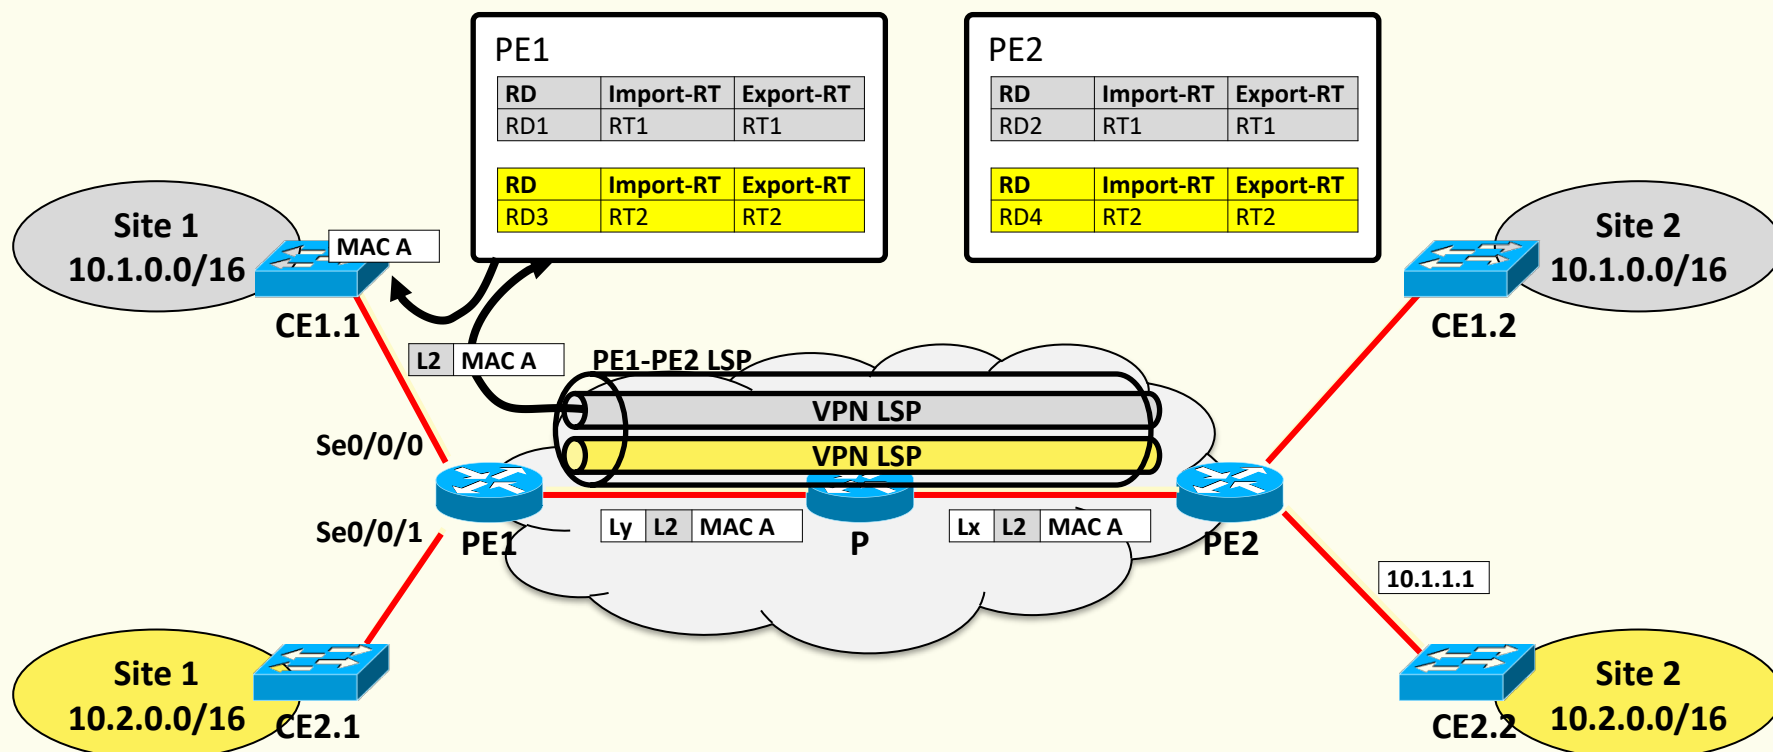 PE1
RD Import-RT Export-RT
RD1 RT1 RT1
RD Import-RT Export-RT
RD3 RT2 RT2
PE2
RD Import-RT Export-RT
RD2 RT1 RT1
RD Import-RT Export-RT
RD4 RT2 RT2
Site 1
10.1.0.0/16
MAC A
CE1.1
Site 2
10.1.0.0/16
CE1.2
L2 MAC A
PE1-PE2 LSP
VPN LSP
VPN LSP
Se0/0/0
Se0/0/1
PE1
Ly L2 MAC A
P
Lx L2 MAC A
PE2
10.1.1.1
Site 1
10.2.0.0/16
CE2.1
Site 2
10.2.0.0/16
CE2.2